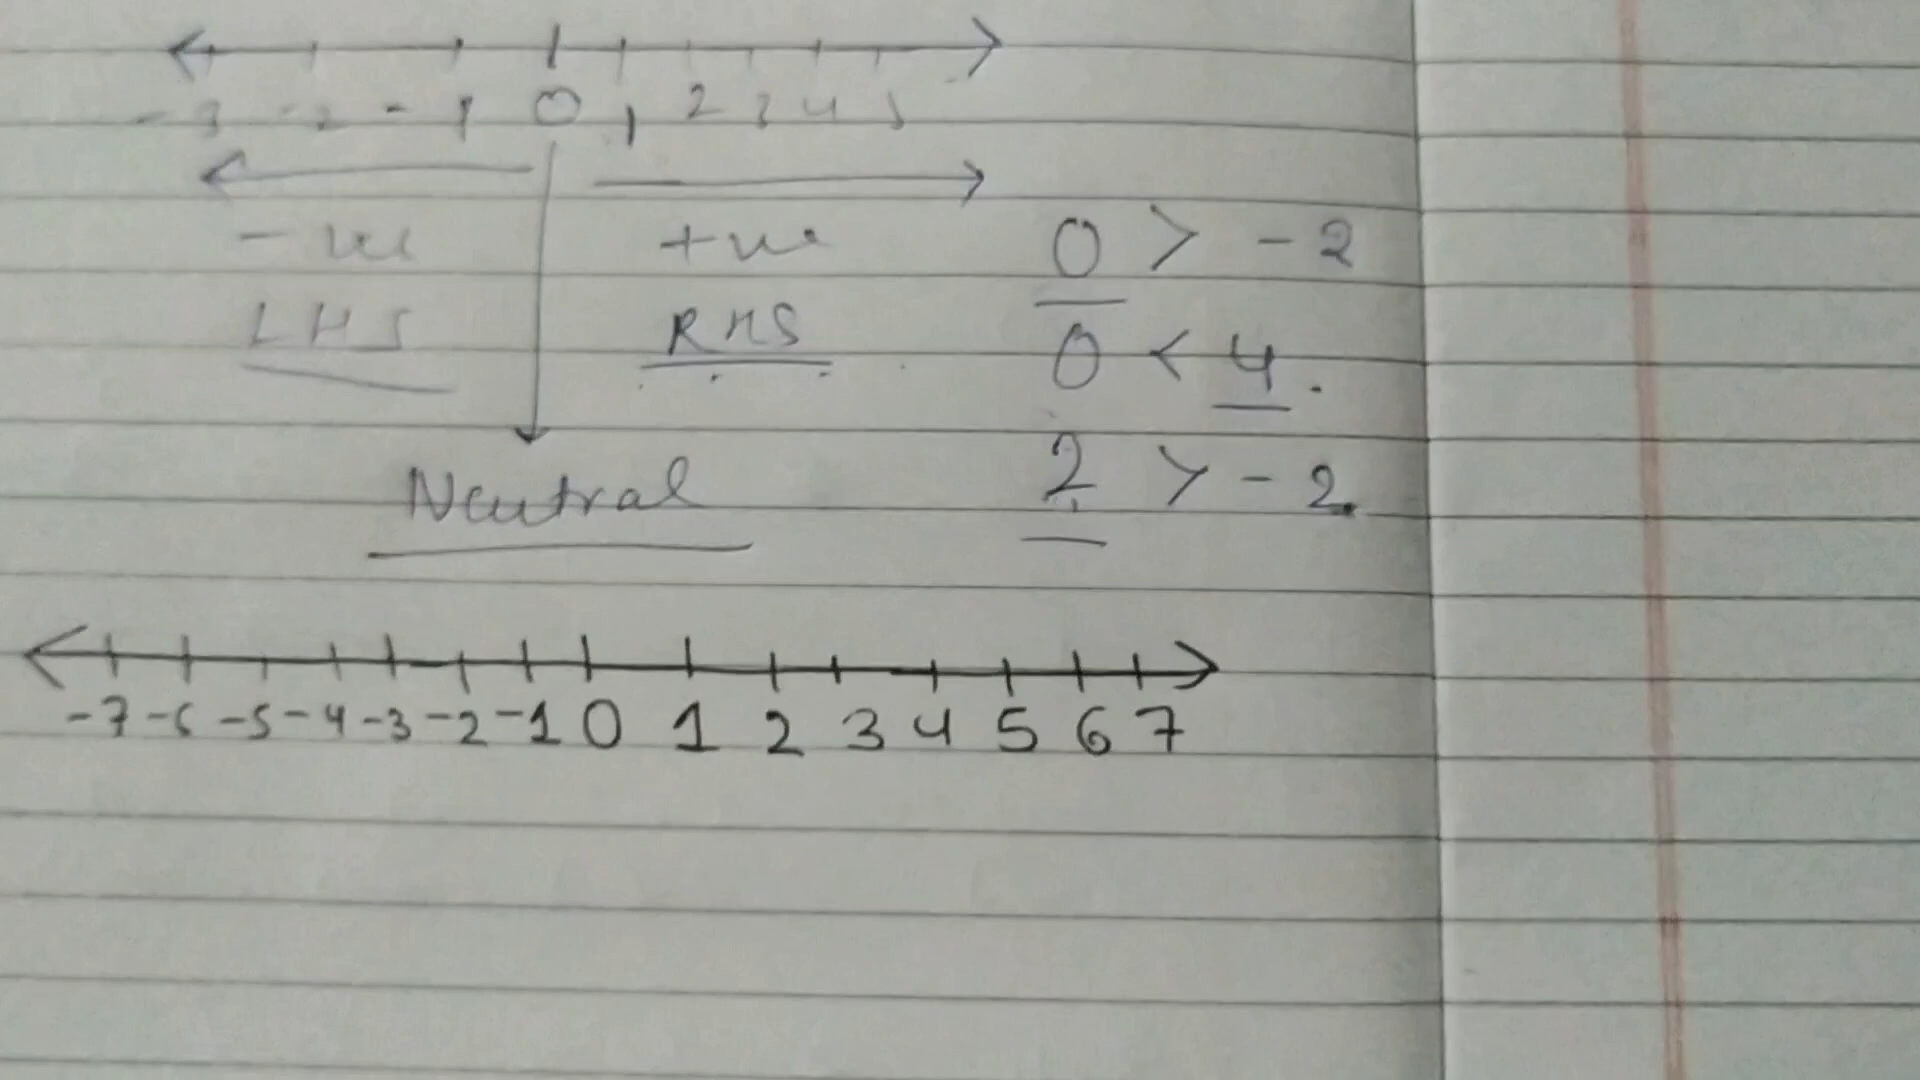 -3 -2 -1 0 1 2 3 4 5
-ve +ve
LHS RHS
Neutral
0 > -2
0 < 4.
2 > -2.
-7 -6 -5 -4 -3 -2 -1 0 1 2 3 4 5 6 7